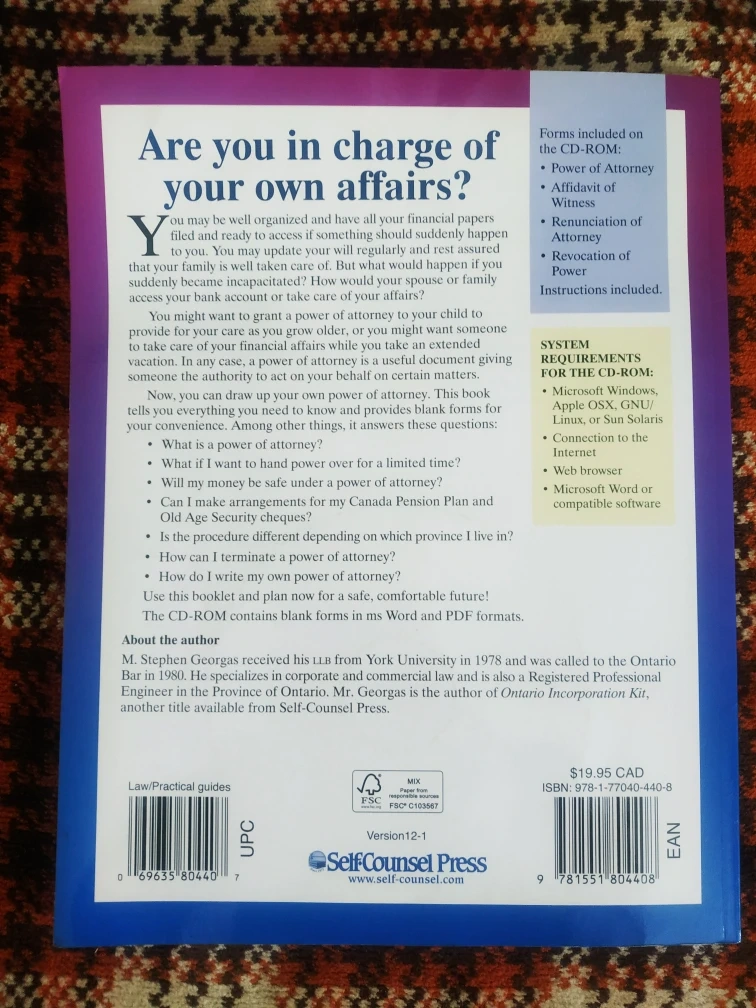 Are you in charge of
your own affairs?
You may be well organized and have all your financial papers
filed and ready to access if something should suddenly happen
to you. You may update your will regularly and rest assured
that your family is well taken care of. But what would happen if you
suddenly became incapacitated? How would your spouse or family
access your bank account or take care of your affairs?
You might want to grant a power of attorney to your child to
provide for your care as you grow older, or you might want someone
to take care of your financial affairs while you take an extended
vacation. In any case, a power of attorney is a useful document giving
someone the authority to act on your behalf on certain matters.
Now, you can draw up your own power of attorney. This book
tells you everything you need to know and provides blank forms for
your convenience. Among other things, it answers these questions:
• What is a power of attorney?
• What if I want to hand power over for a limited time?
• Will my money be safe under a power of attorney?
• Can I make arrangements for my Canada Pension Plan and
Old Age Security cheques?
• Is the procedure different depending on which province I live in?
• How can I terminate a power of attorney?
• How do I write my own power of attorney?
Use this booklet and plan now for a safe, comfortable future!
The CD-ROM contains blank forms in MS Word and PDF formats.
Forms included on
the CD-ROM:
• Power of Attorney
• Affidavit of
Witness
• Renunciation of
Attorney
• Revocation of
Power
Instructions included.
SYSTEM
REQUIREMENTS
FOR THE CD-ROM:
• Microsoft Windows,
Apple OSX, GNU/
Linux, or Sun Solaris
• Connection to the
Internet
• Web browser
• Microsoft Word or
compatible software
About the author
M. Stephen Georgas received his LLB from York University in 1978 and was called to the Ontario
Bar in 1980. He specializes in corporate and commercial law and is also a Registered Professional
Engineer in the Province of Ontario. Mr. Georgas is the author of Ontario Incorporation Kit,
another title available from Self-Counsel Press.
Law/Practical guides
UPC
0 69635 80440 7
FSC
www.fsc.org
MIX
Paper from
responsible sources
FSC® C103567
Version12-1
Self-Counsel Press
www.self-counsel.com
$19.95 CAD
ISBN: 978-1-77040-440-8
EAN
9 781551 804408